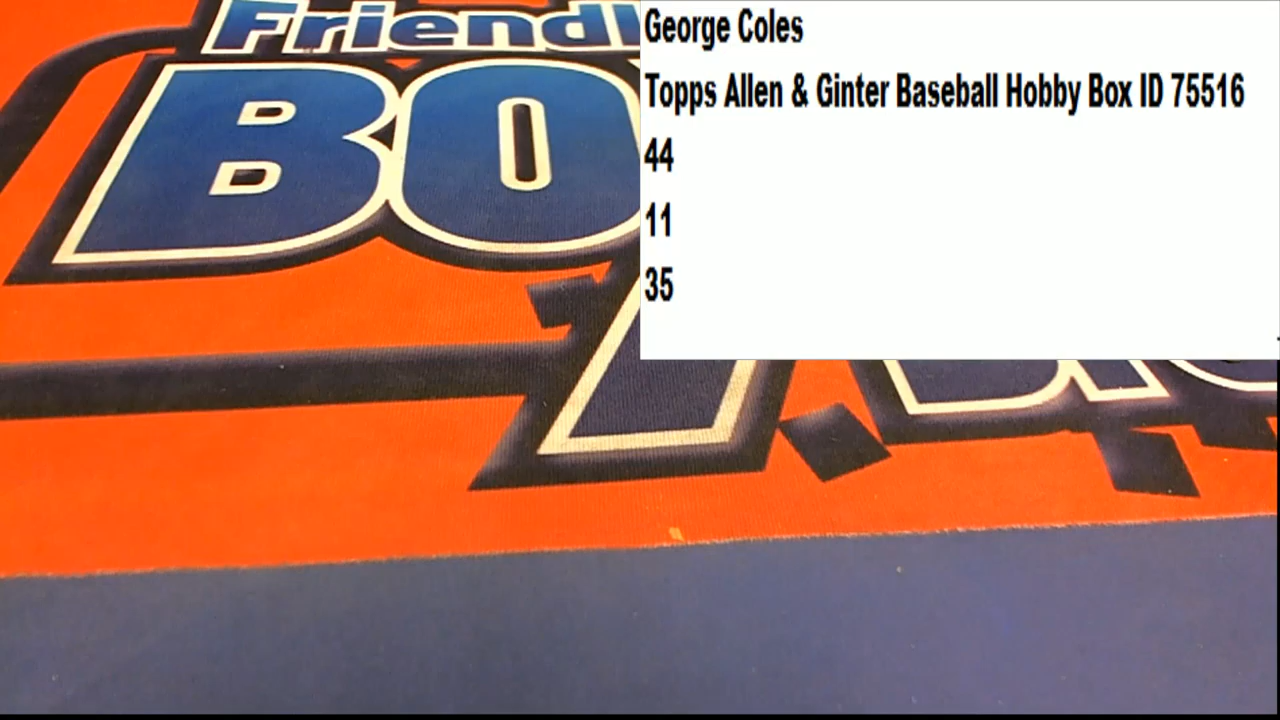 Friendl
BO
George Coles
Topps Allen & Ginter Baseball Hobby Box ID 75516
44
11
35